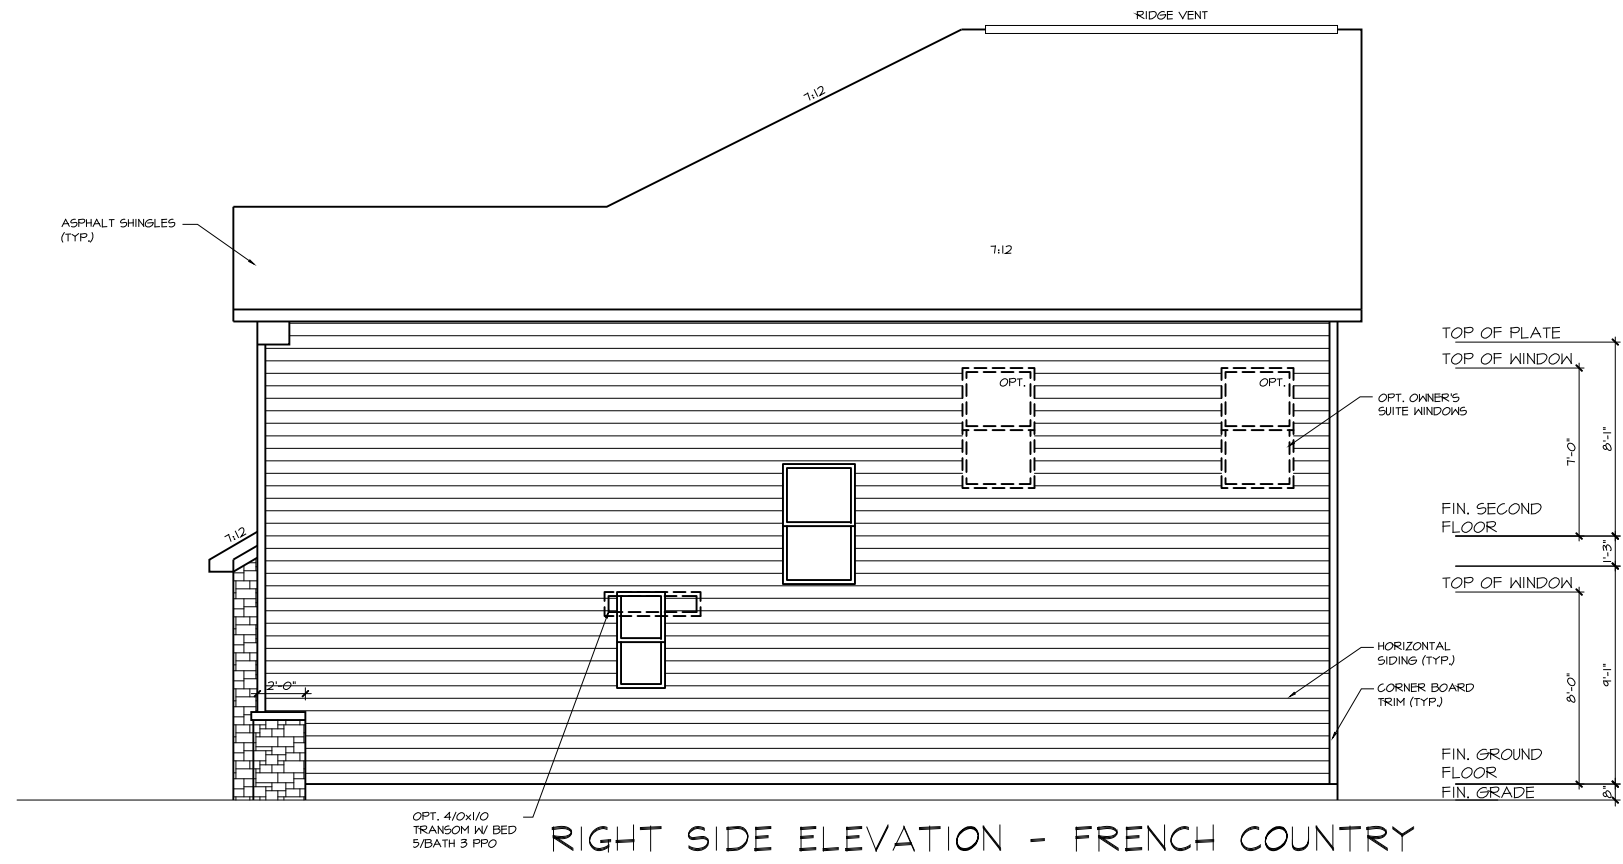 RIDGE VENT
7:12
ASPHALT SHINGLES
(TYP.)
7:12
TOP OF PLATE
TOP OF WINDOW
OPT.
OPT.
OPT. OWNER'S
SUITE WINDOWS
7'-0"
8'-1"
FIN. SECOND
FLOOR
7:12
1'-3"
TOP OF WINDOW
HORIZONTAL
SIDING (TYP.)
2'-0"
CORNER BOARD
TRIM (TYP.)
8'-0"
9'-1"
FIN. GROUND
FLOOR
FIN. GRADE
8"
OPT. 4/0x1/0
TRANSOM W/ BED
5/BATH 3 PPO
RIGHT SIDE ELEVATION - FRENCH COUNTRY